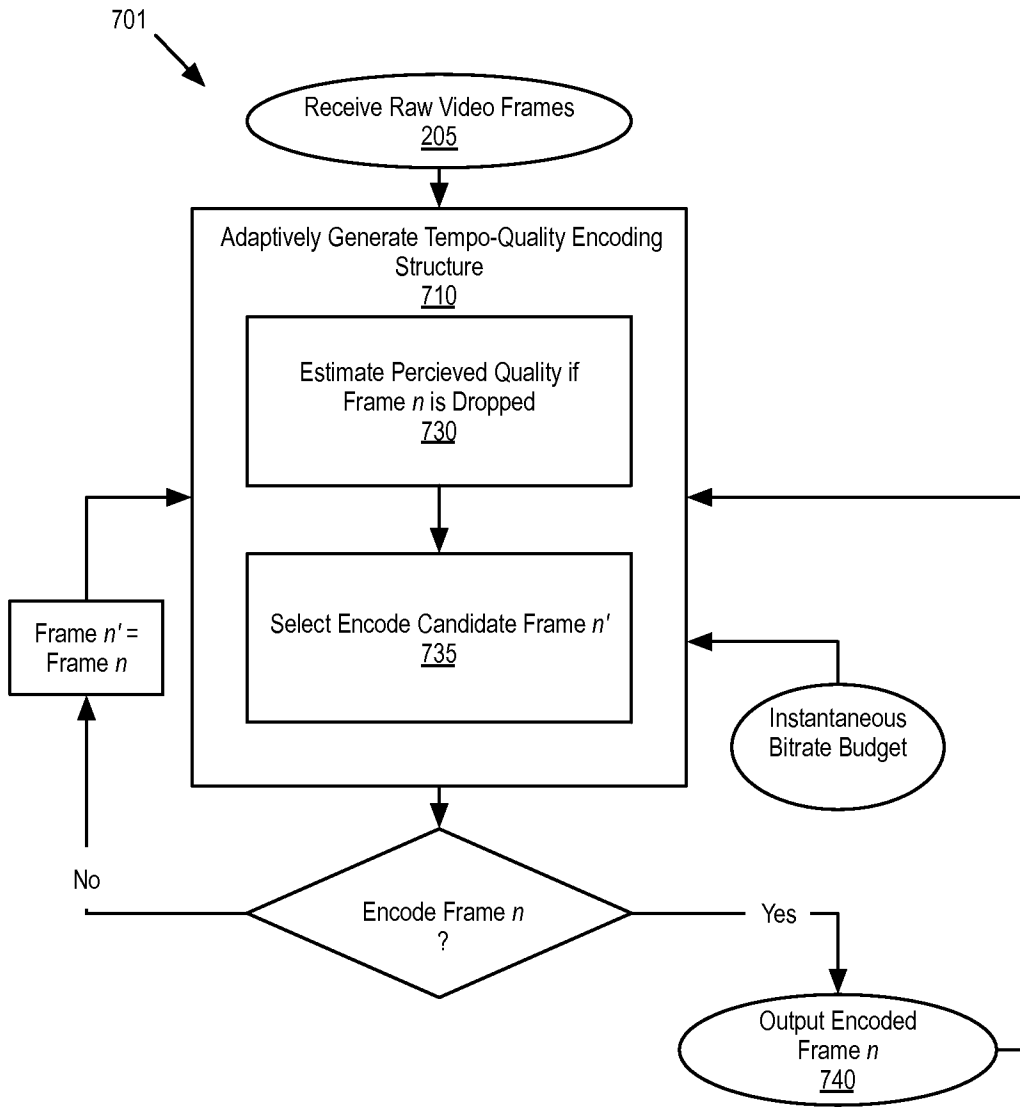 701
Receive Raw Video Frames
205
Adaptively Generate Tempo-Quality Encoding
Structure
710
Estimate Percieved Quality if
Frame n is Dropped
730
Select Encode Candidate Frame n'
735
Frame n' =
Frame n
Instantaneous
Bitrate Budget
No
Encode Frame n
?
Yes
Output Encoded
Frame n
740